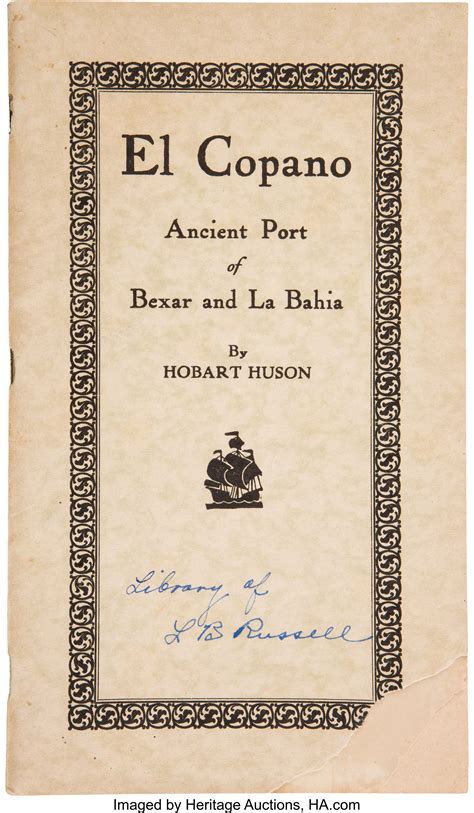 El Copano
Ancient Port
of
Bexar and La Bahia
By
HOBART HUSON
Library of
L B Russell
Imaged by Heritage Auctions, HA.com